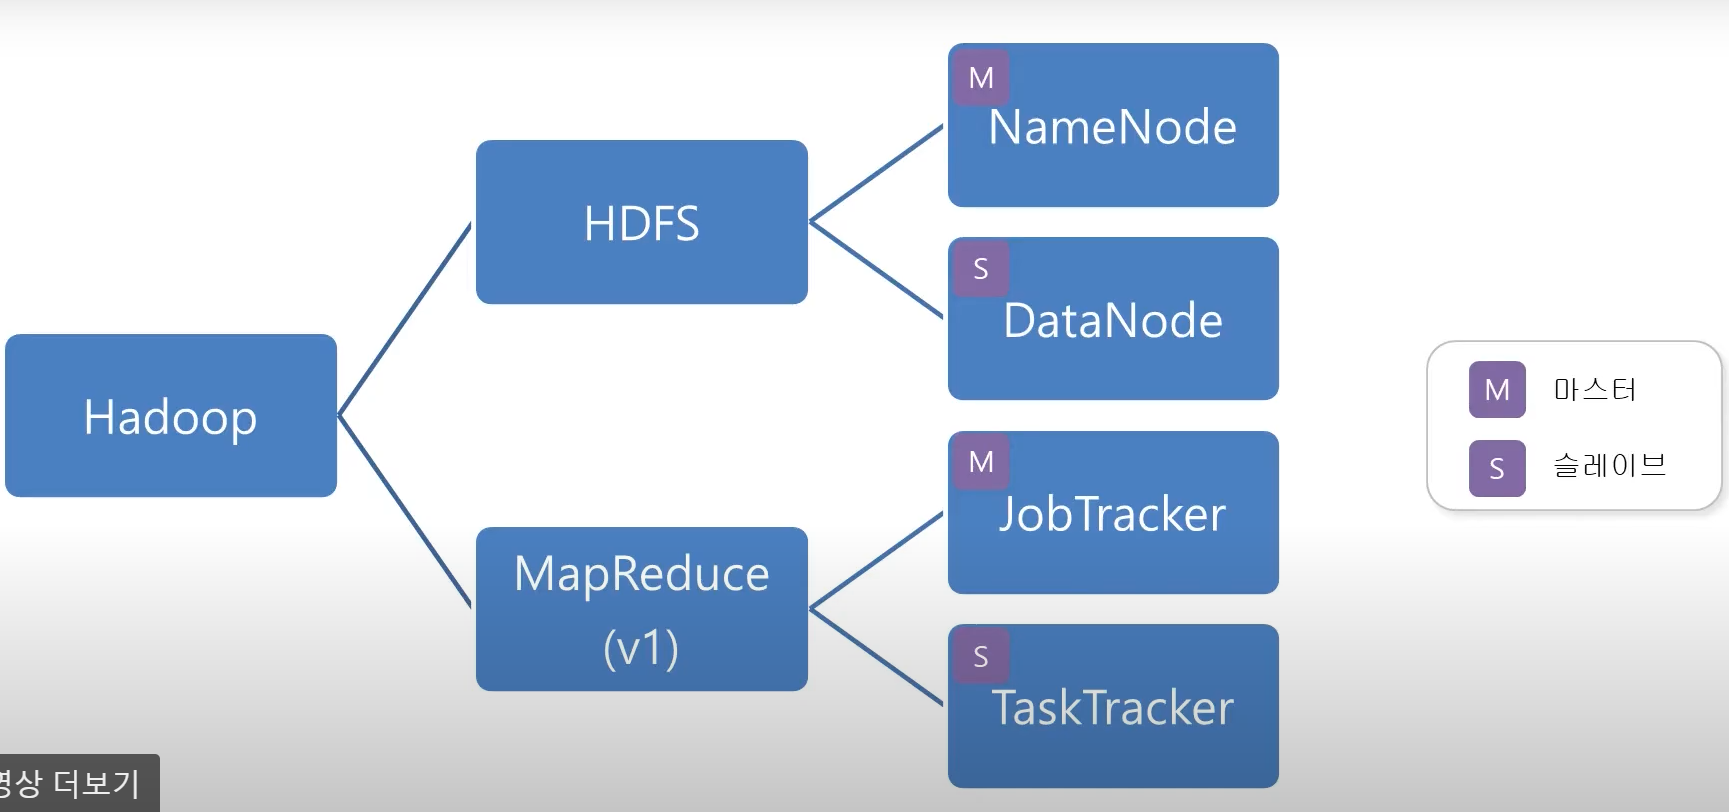 M
NameNode
HDFS
S
DataNode
Hadoop
M 마스터
S 슬레이브
M
JobTracker
MapReduce
(v1)
S
TaskTracker
영상 더보기